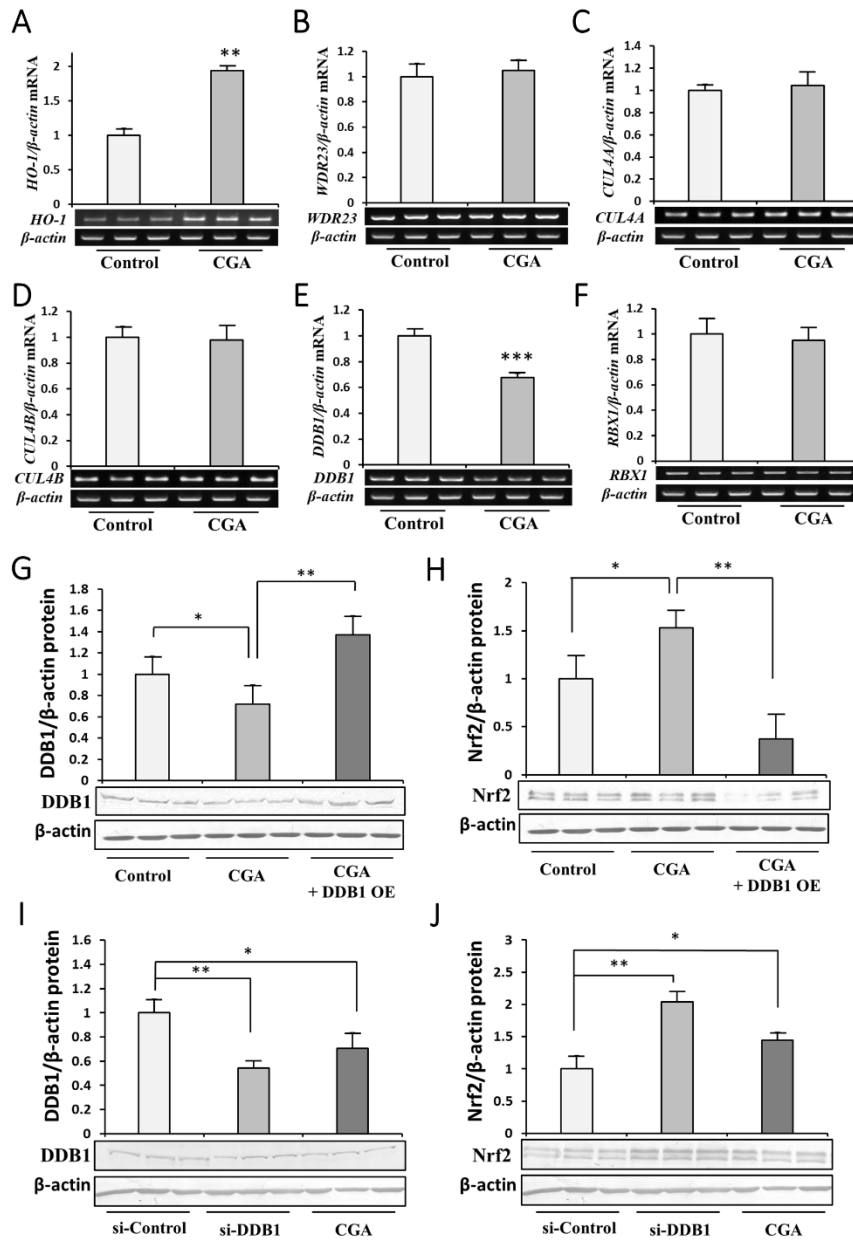 A
HO-1/β-actin mRNA
2
1.5
1
0.5
0
**
HO-1
β-actin
Control CGA
B
WDR23/β-actin mRNA
1.2
1
0.8
0.6
0.4
0.2
0
WDR23
β-actin
Control CGA
C
CUL4A/β-actin mRNA
1.4
1.2
1
0.8
0.6
0.4
0.2
0
CUL4A
β-actin
Control CGA
D
CUL4B/β-actin mRNA
1.2
1
0.8
0.6
0.4
0.2
0
CUL4B
β-actin
Control CGA
E
DDB1/β-actin mRNA
1.2
1
0.8
0.6
0.4
0.2
0
***
DDB1
β-actin
Control CGA
F
RBX1/β-actin mRNA
1.2
1
0.8
0.6
0.4
0.2
0
RBX1
β-actin
Control CGA
G
DDB1/β-actin protein
1.8
1.6
1.4
1.2
1
0.8
0.6
0.4
0.2
0
*
**
DDB1
β-actin
Control CGA CGA
+ DDB1 OE
H
Nrf2/β-actin protein
2
1.5
1
0.5
0
*
**
Nrf2
β-actin
Control CGA CGA
+ DDB1 OE
I
DDB1/β-actin protein
1.6
1.4
1.2
1
0.8
0.6
0.4
0.2
0
*
**
DDB1
β-actin
si-Control si-DDB1 CGA
J
Nrf2/β-actin protein
3
2.5
2
1.5
1
0.5
0
*
**
Nrf2
β-actin
si-Control si-DDB1 CGA